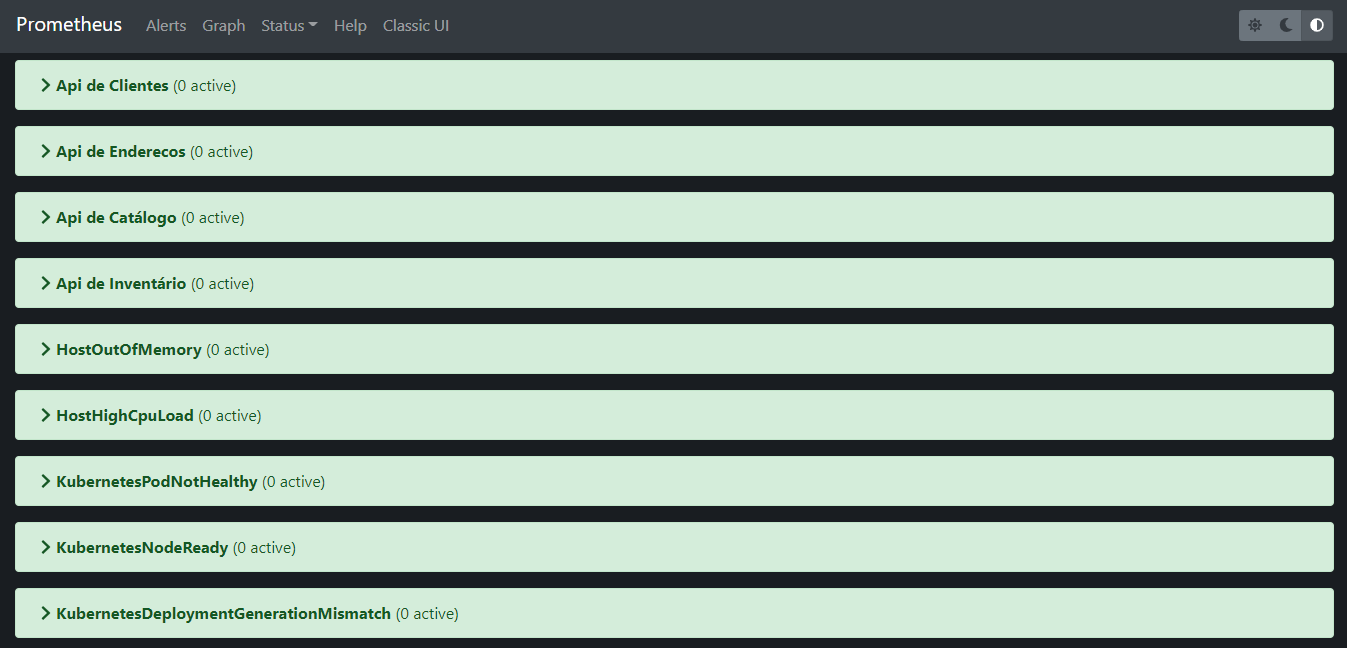 Prometheus Alerts Graph Status Help Classic UI
Api de Clientes (0 active)
Api de Enderecos (0 active)
Api de Catálogo (0 active)
Api de Inventário (0 active)
HostOutOfMemory (0 active)
HostHighCpuLoad (0 active)
KubernetesPodNotHealthy (0 active)
KubernetesNodeReady (0 active)
KubernetesDeploymentGenerationMismatch (0 active)